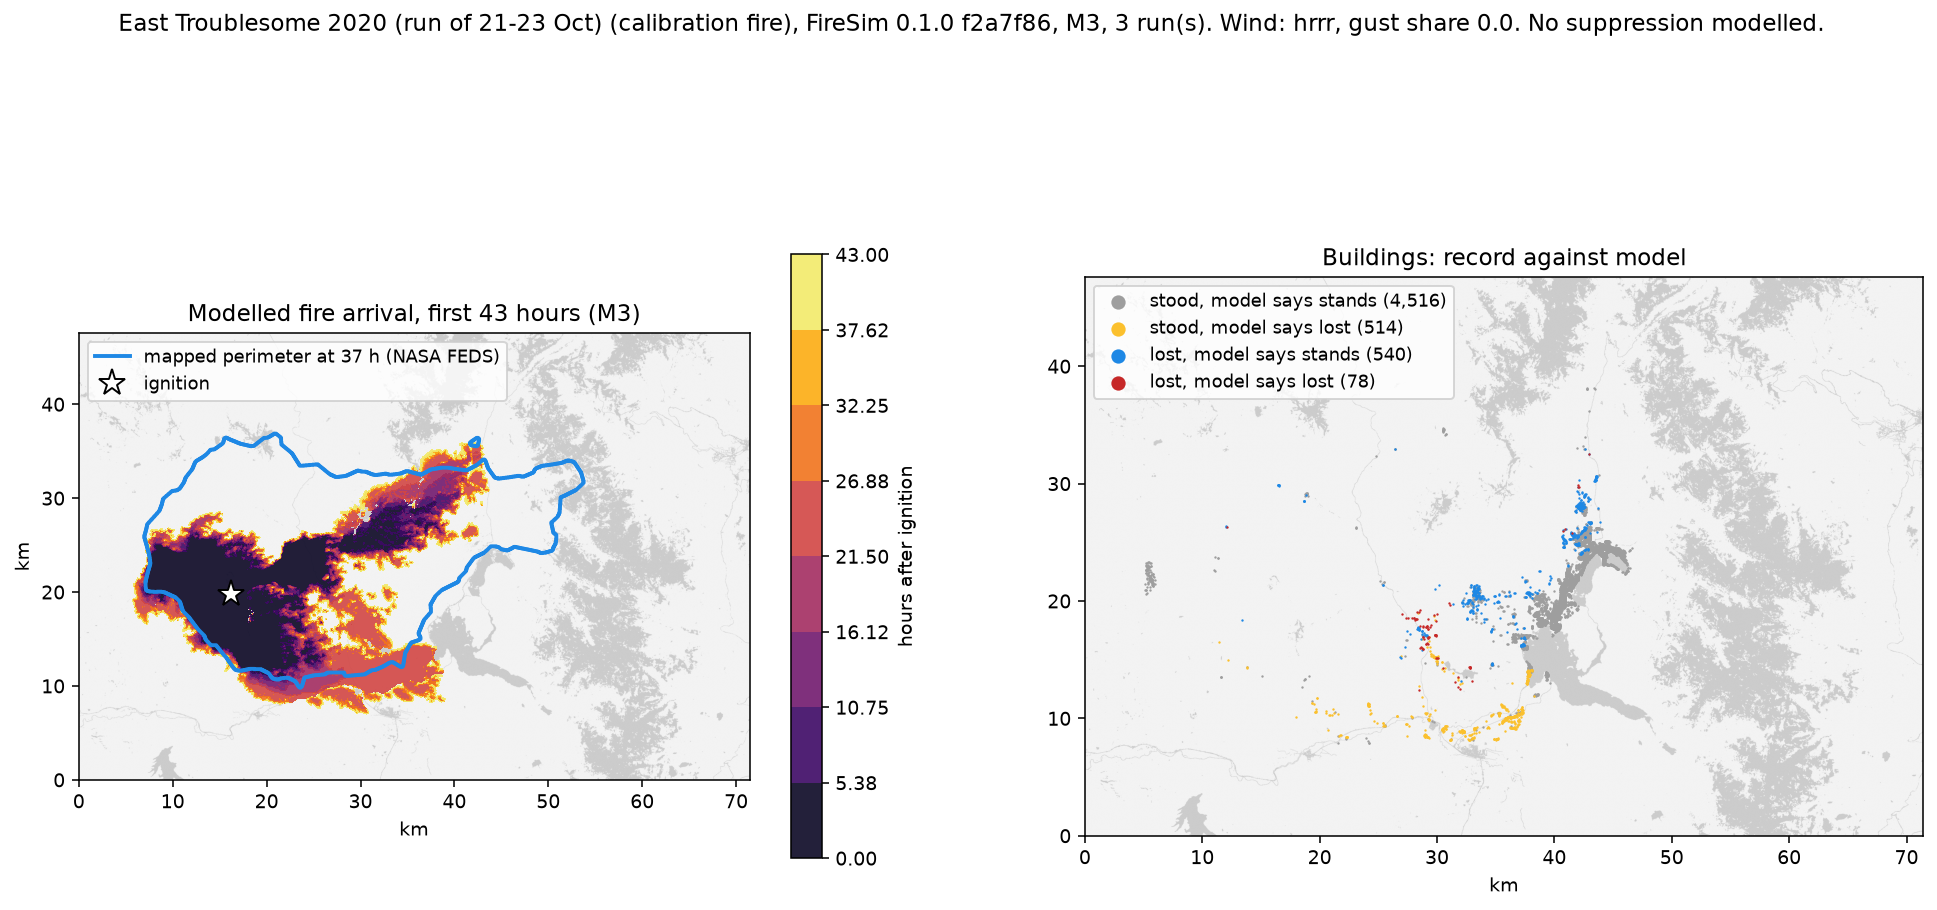 East Troublesome 2020 (run of 21-23 Oct) (calibration fire), FireSim 0.1.0 f2a7f86, M3, 3 run(s). Wind: hrrr, gust share 0.0. No suppression modelled.
Modelled fire arrival, first 43 hours (M3)
mapped perimeter at 37 h (NASA FEDS)
ignition
40
30
20
10
0
km
0 10 20 30 40 50 60 70
km
43.00
37.62
32.25
26.88
21.50
16.12
10.75
5.38
0.00
hours after ignition
Buildings: record against model
stood, model says stands (4,516)
stood, model says lost (514)
lost, model says stands (540)
lost, model says lost (78)
40
30
20
10
0
km
0 10 20 30 40 50 60 70
km